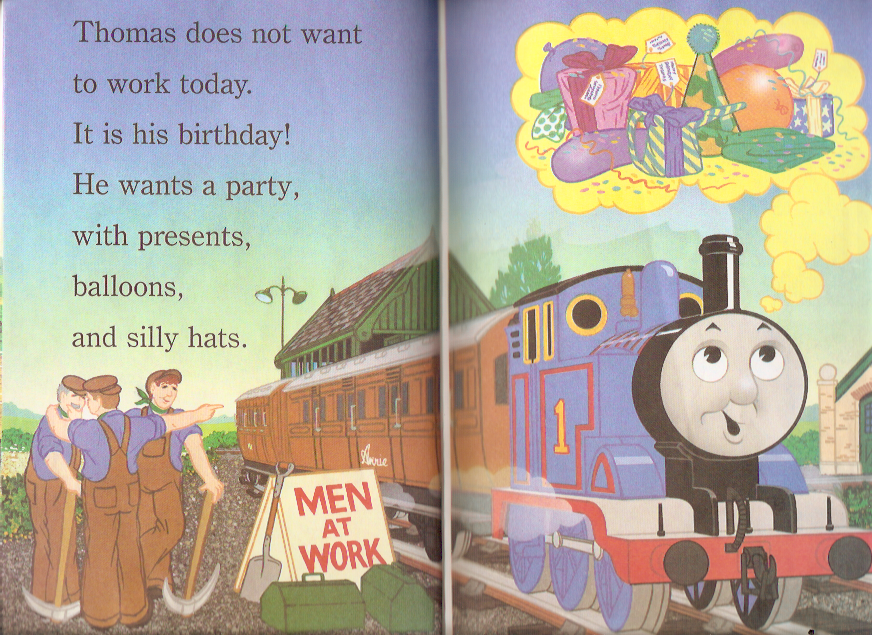 Thomas does not want
to work today.
It is his birthday!
He wants a party,
with presents,
balloons,
and silly hats.
Annie
MEN
AT
WORK
1